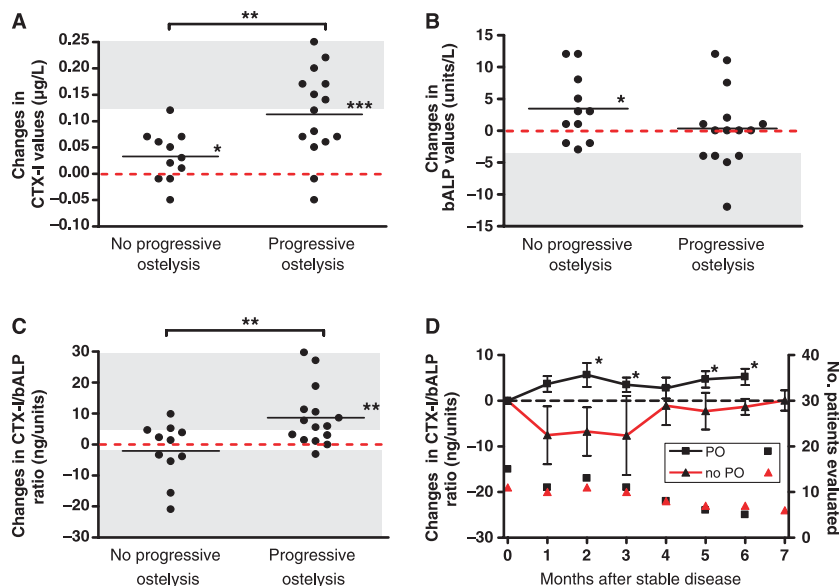 A
**
0.25
0.20
0.15
0.10
0.05
0.00
−0.05
−0.10
Changes in
CTX-I values (µg/L)
*
***
No progressive
ostelysis
Progressive
ostelysis
B
15
10
5
0
−5
−10
−15
Changes in
bALP values (units/L)
*
No progressive
ostelysis
Progressive
ostelysis
C
**
30
20
10
0
−10
−20
−30
Changes in CTX-I/bALP
ratio (ng/units)
**
No progressive
ostelysis
Progressive
ostelysis
D
10
0
−10
−20
−30
Changes in CTX-I/bALP
ratio (ng/units)
* * * *
PO
no PO
40
30
20
10
0
No. patients evaluated
0 1 2 3 4 5 6 7
Months after stable disease